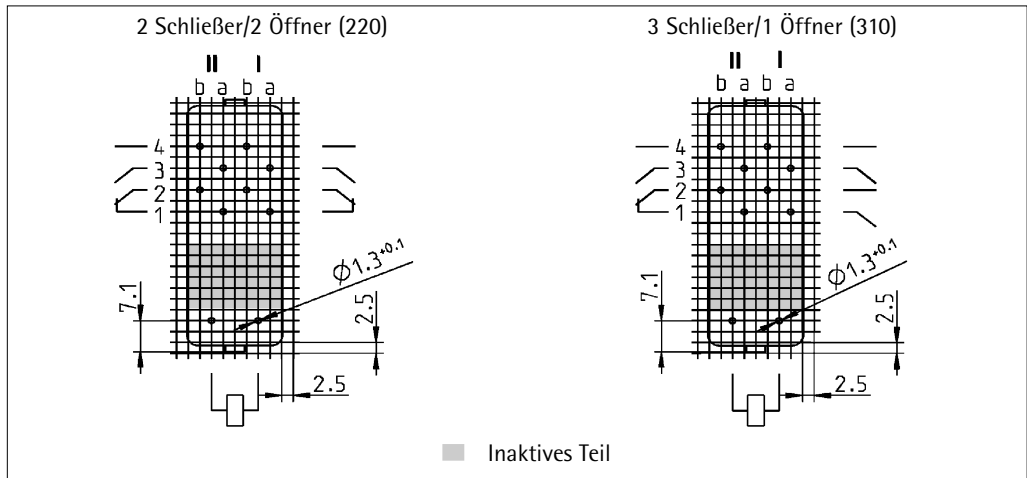 2 Schließer/2 Öffner (220)
II I
b a b a
4
3
2
1
Ø1.3+0.1
7.1
2.5
2.5
3 Schließer/1 Öffner (310)
II I
b a b a
4
3
2
1
Ø1.3+0.1
7.1
2.5
2.5
Inaktives Teil